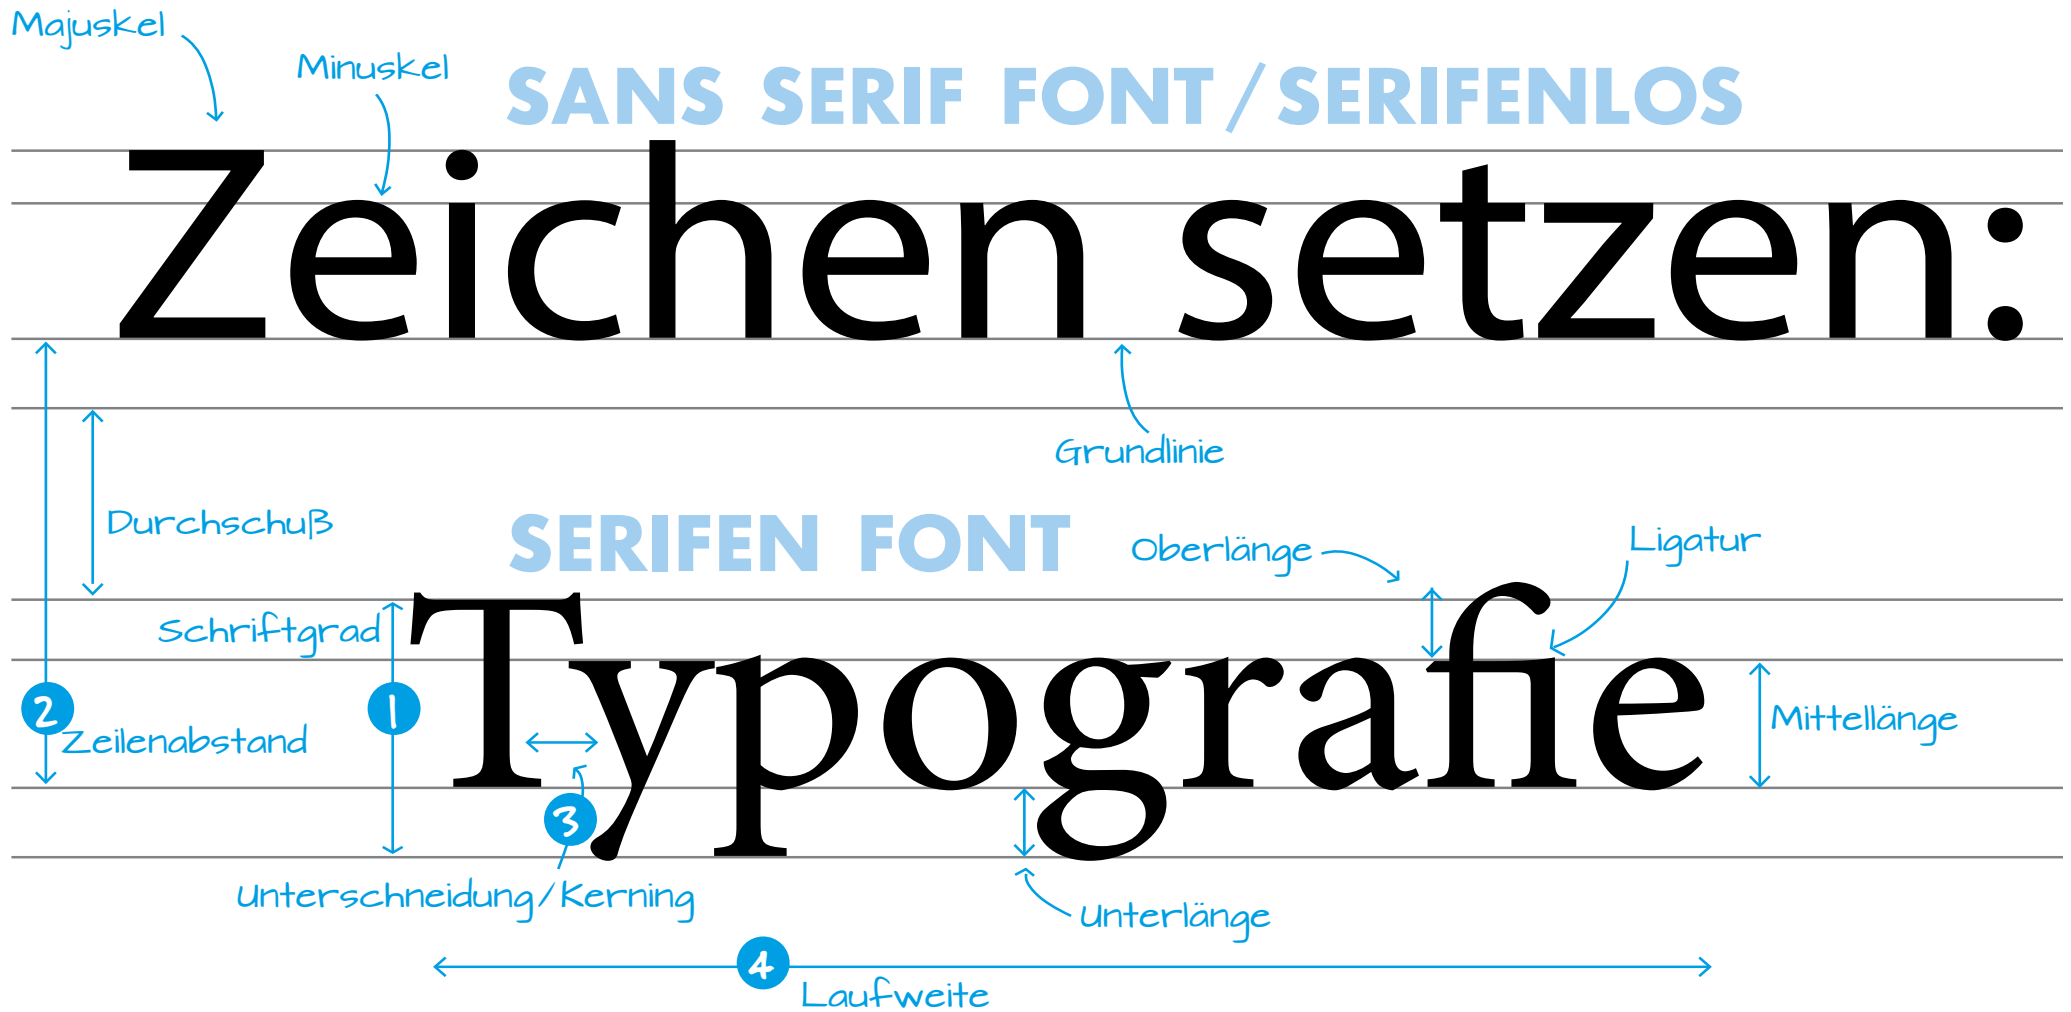 Majuskel
Minuskel
SANS SERIF FONT/SERIFENLOS
Zeichen setzen:
Grundlinie
Durchschuß
SERIFEN FONT
Oberlänge
Ligatur
Schriftgrad
Typografie
2
1
Zeilenabstand
Mittellänge
3
Unterschneidung/Kerning
Unterlänge
4
Laufweite